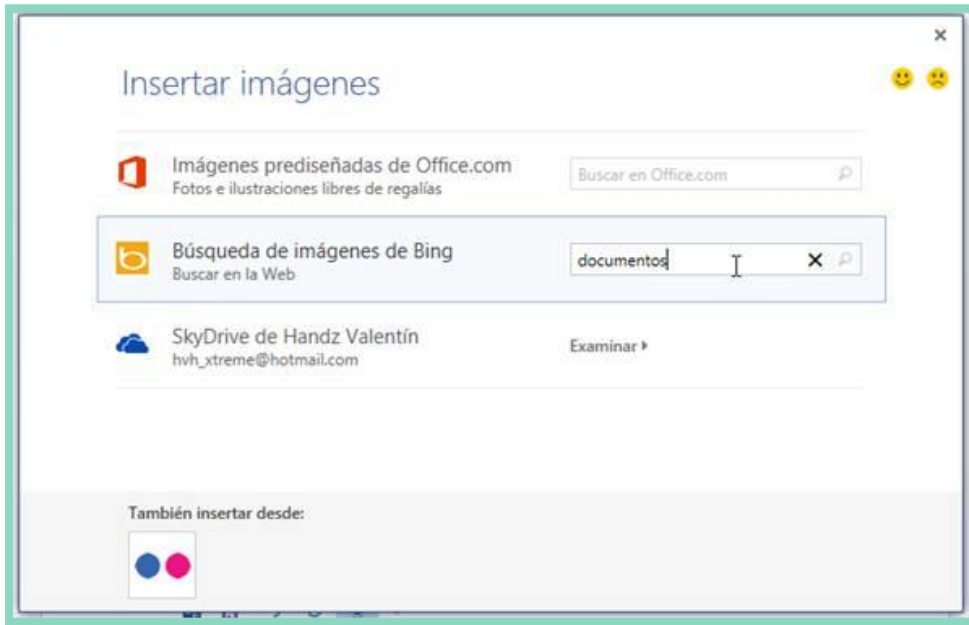 Insertar imágenes
Imágenes prediseñadas de Office.com
Fotos e ilustraciones libres de regalías
Buscar en Office.com
Búsqueda de imágenes de Bing
Buscar en la Web
documentos
SkyDrive de Handz Valentín
hvh_xtreme@hotmail.com
Examinar
También insertar desde: